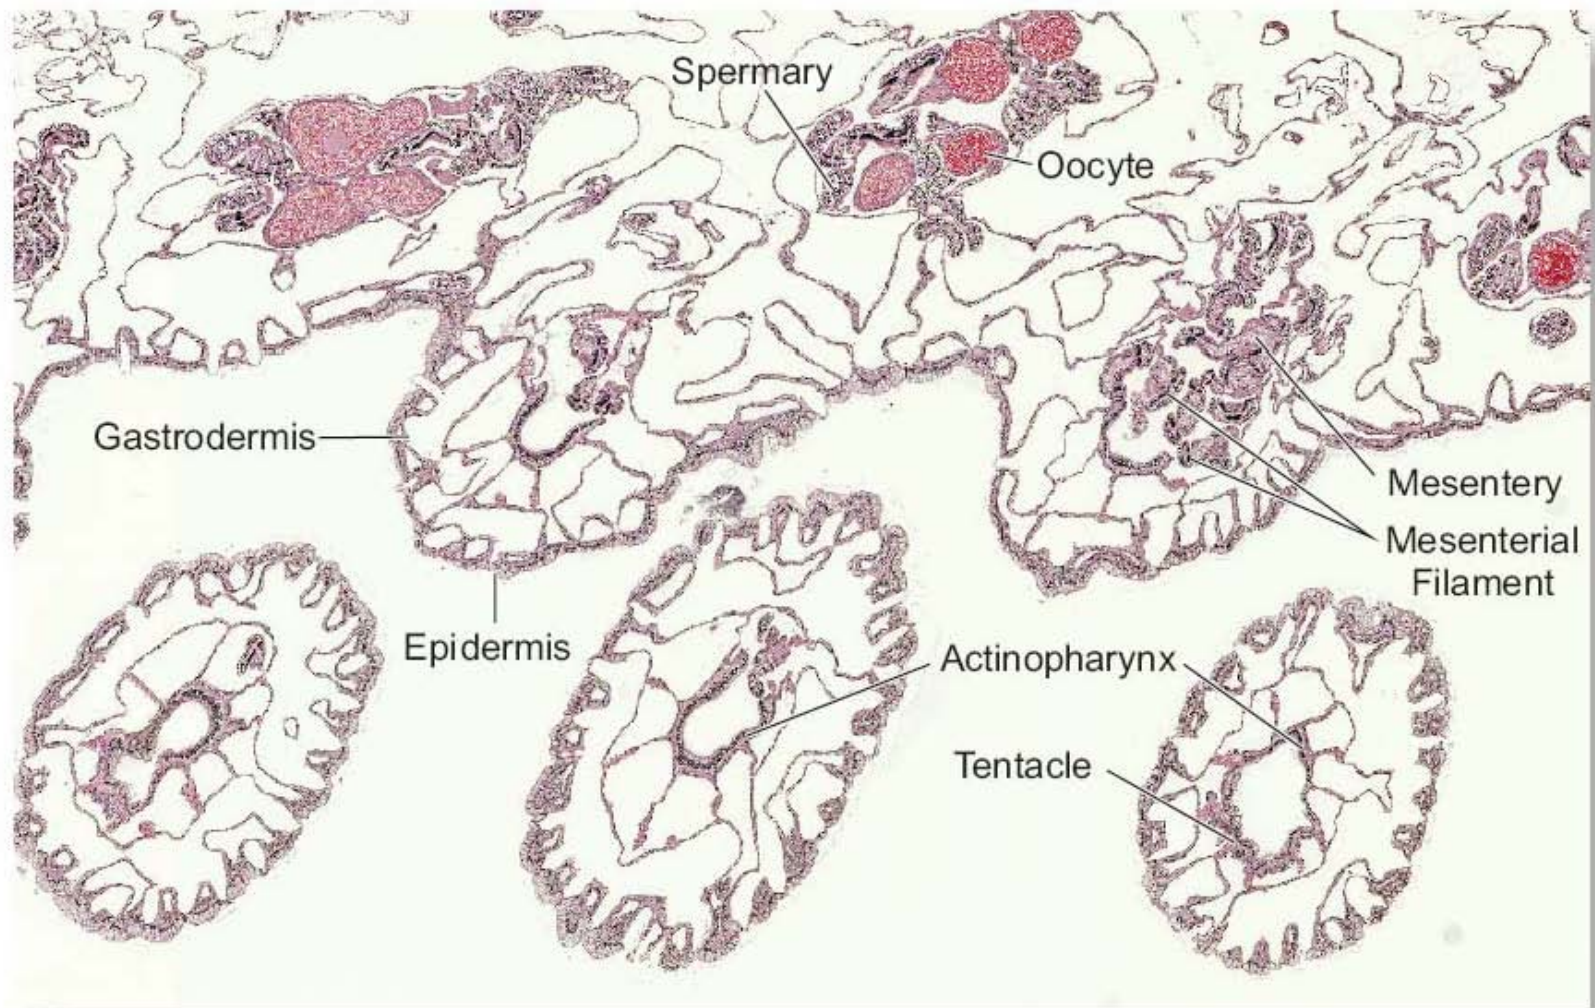 Spermary
Oocyte
Gastrodermis
Mesentery
Mesenterial
Filament
Epidermis
Actinopharynx
Tentacle